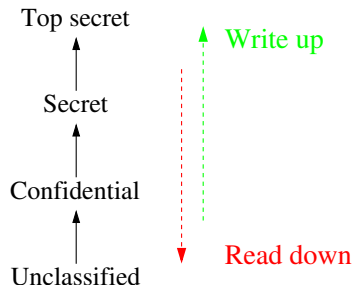 Top secret
Write up
Secret
Confidential
Read down
Unclassified